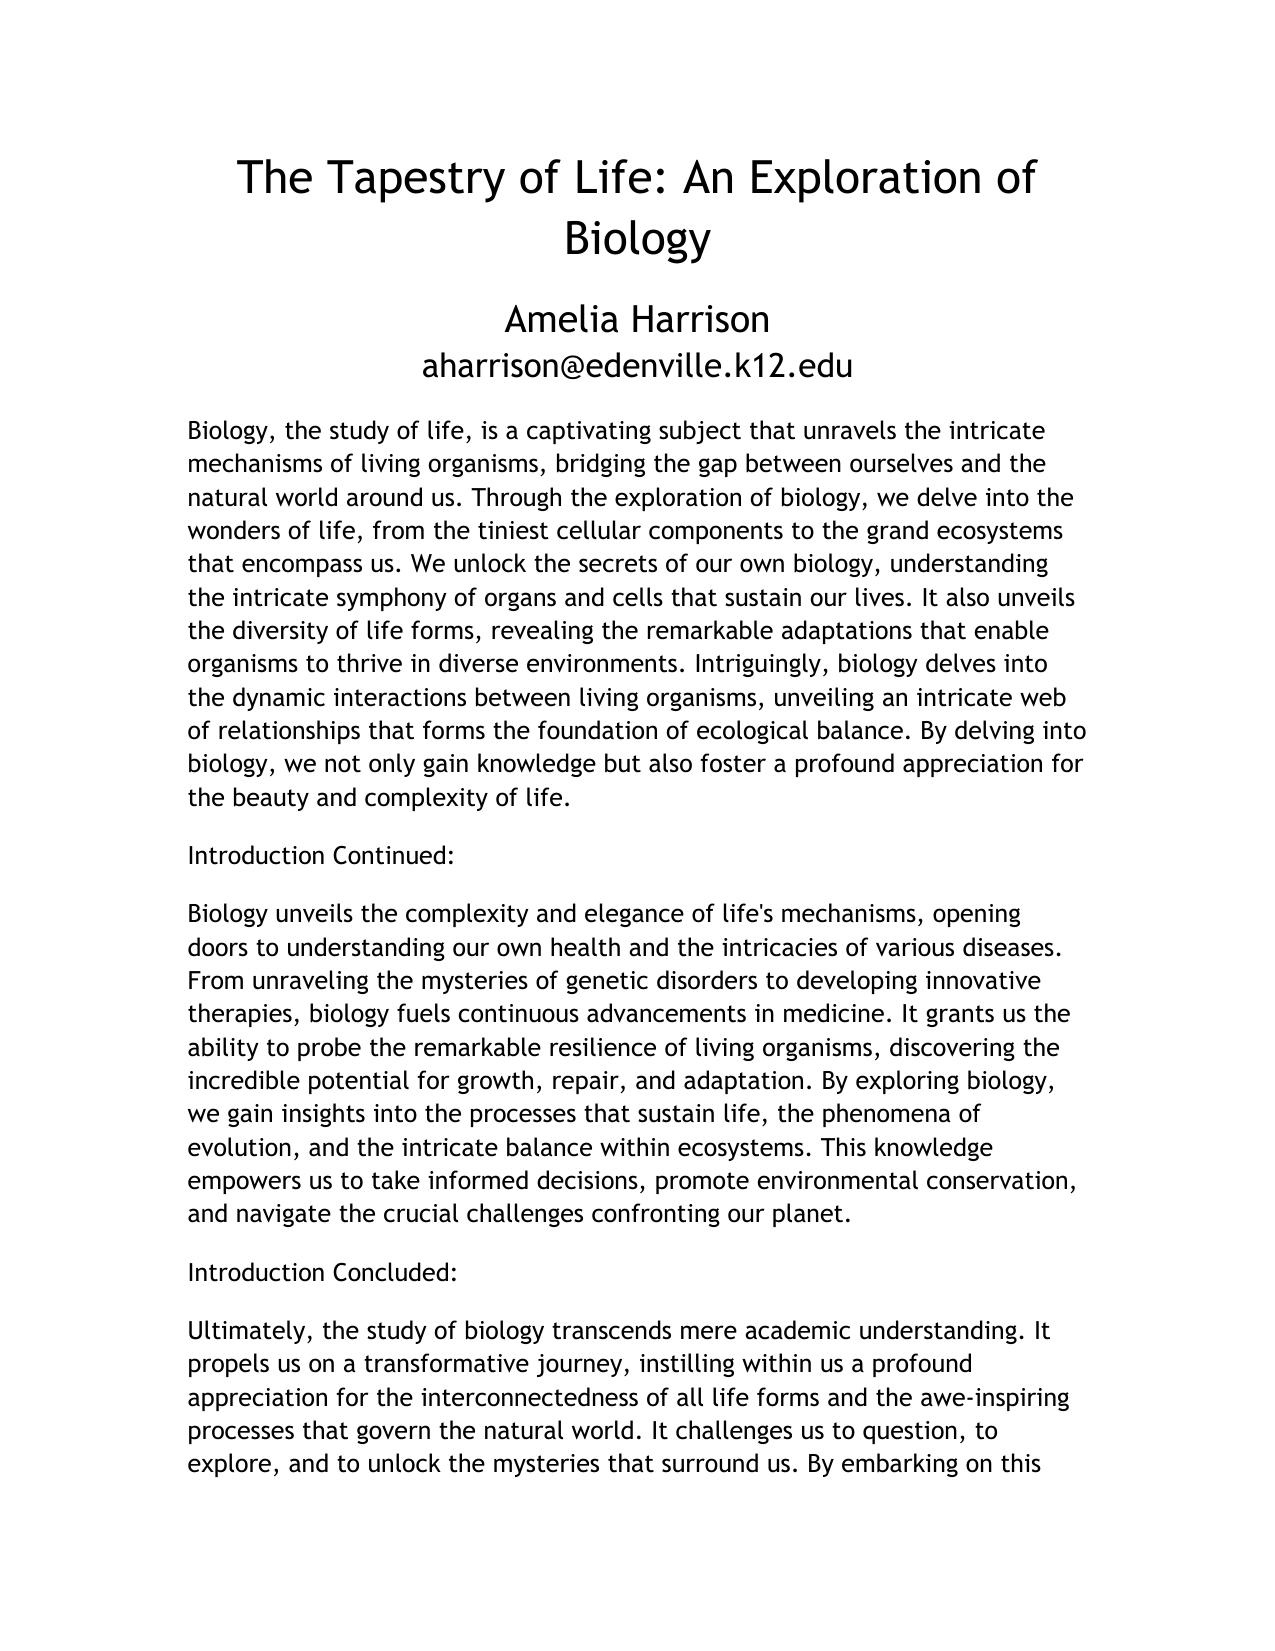 The Tapestry of Life: An Exploration of
Biology
Amelia Harrison
aharrison@edenville.k12.edu
Biology, the study of life, is a captivating subject that unravels the intricate
mechanisms of living organisms, bridging the gap between ourselves and the
natural world around us. Through the exploration of biology, we delve into the
wonders of life, from the tiniest cellular components to the grand ecosystems
that encompass us. We unlock the secrets of our own biology, understanding
the intricate symphony of organs and cells that sustain our lives. It also unveils
the diversity of life forms, revealing the remarkable adaptations that enable
organisms to thrive in diverse environments. Intriguingly, biology delves into
the dynamic interactions between living organisms, unveiling an intricate web
of relationships that forms the foundation of ecological balance. By delving into
biology, we not only gain knowledge but also foster a profound appreciation for
the beauty and complexity of life.
Introduction Continued:
Biology unveils the complexity and elegance of life's mechanisms, opening
doors to understanding our own health and the intricacies of various diseases.
From unraveling the mysteries of genetic disorders to developing innovative
therapies, biology fuels continuous advancements in medicine. It grants us the
ability to probe the remarkable resilience of living organisms, discovering the
incredible potential for growth, repair, and adaptation. By exploring biology,
we gain insights into the processes that sustain life, the phenomena of
evolution, and the intricate balance within ecosystems. This knowledge
empowers us to take informed decisions, promote environmental conservation,
and navigate the crucial challenges confronting our planet.
Introduction Concluded:
Ultimately, the study of biology transcends mere academic understanding. It
propels us on a transformative journey, instilling within us a profound
appreciation for the interconnectedness of all life forms and the awe-inspiring
processes that govern the natural world. It challenges us to question, to
explore, and to unlock the mysteries that surround us. By embarking on this